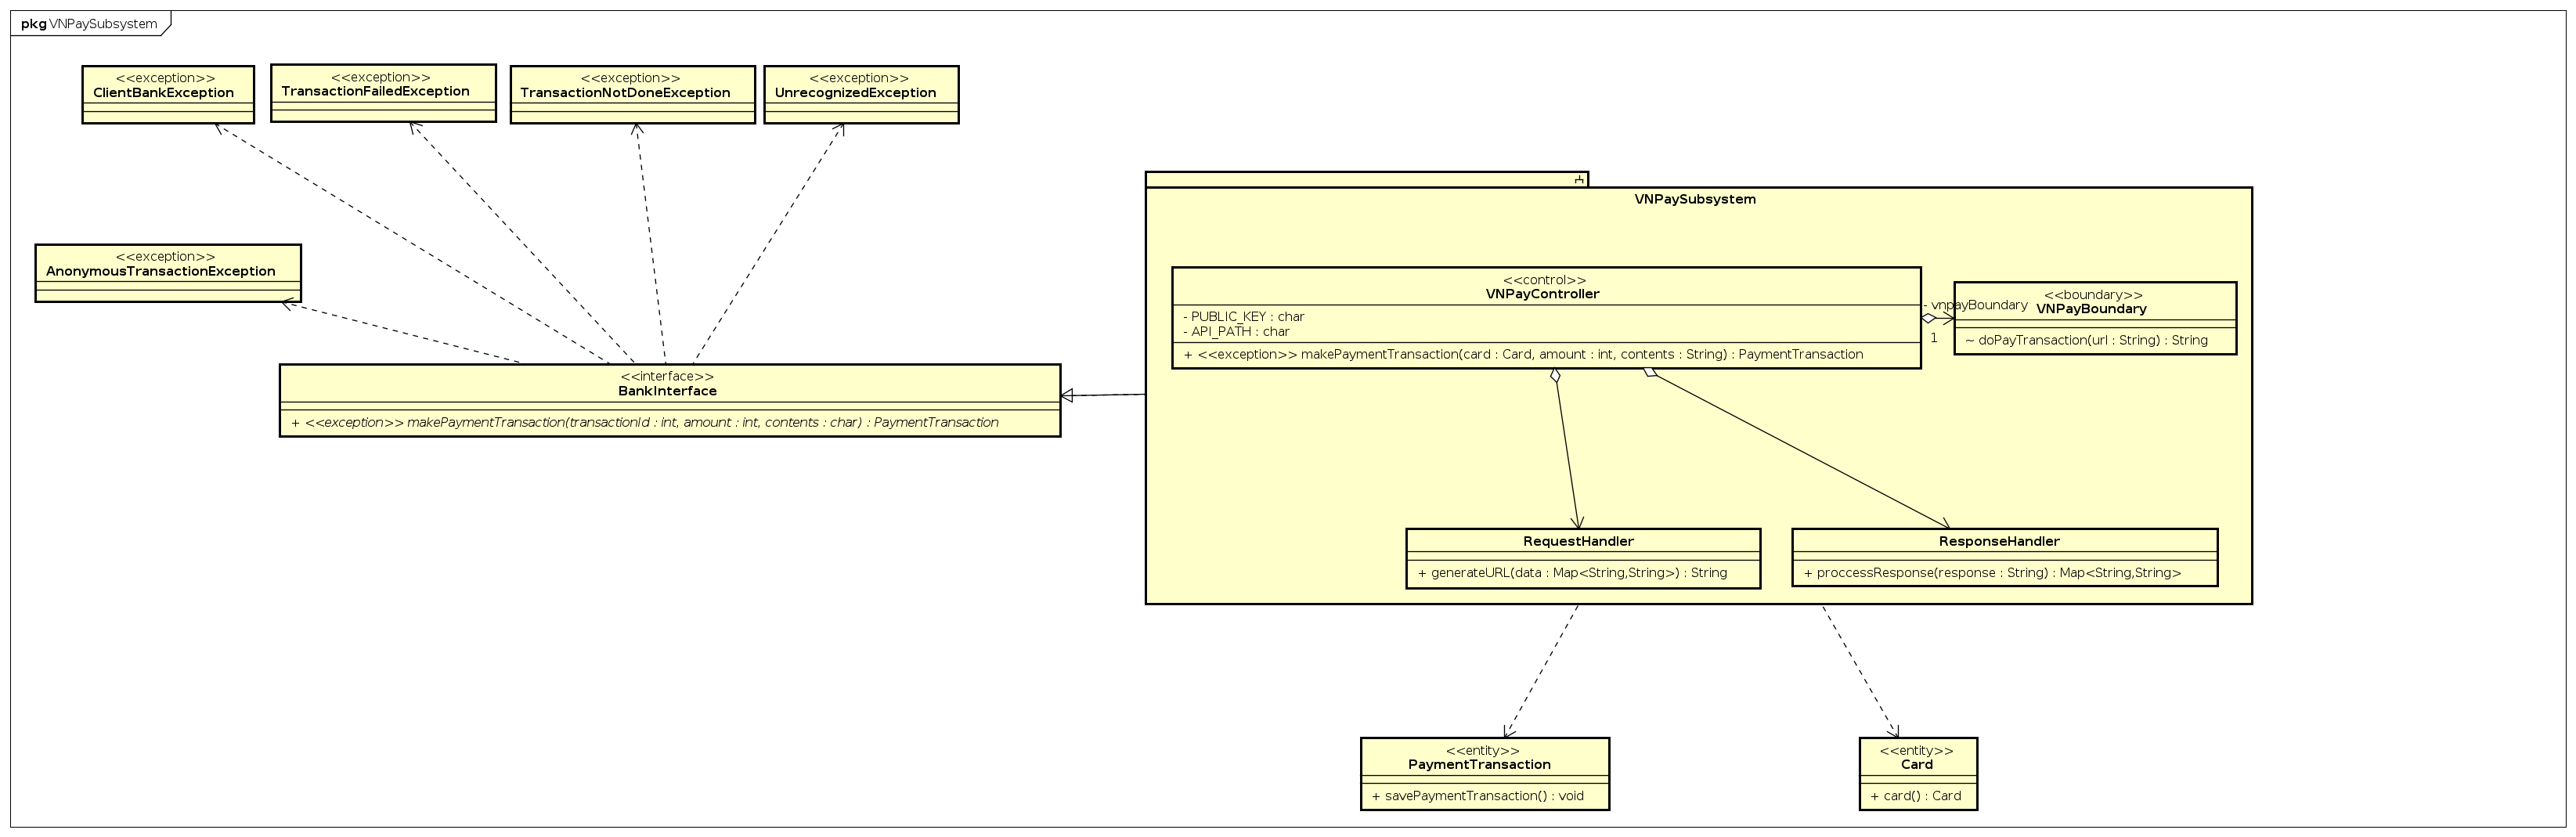 pkg VNPaySubsystem
<<exception>>
ClientBankException
<<exception>>
TransactionFailedException
<<exception>>
TransactionNotDoneException
<<exception>>
UnrecognizedException
<<exception>>
AnonymousTransactionException
<<interface>>
BankInterface
+ <<exception>> makePaymentTransaction(transactionId : int, amount : int, contents : char) : PaymentTransaction
VNPaySubsystem
<<control>>
VNPayController
- PUBLIC_KEY : char
- API_PATH : char
+ <<exception>> makePaymentTransaction(card : Card, amount : int, contents : String) : PaymentTransaction
- vnpayBoundary
1
<<boundary>>
VNPayBoundary
~ doPayTransaction(url : String) : String
RequestHandler
+ generateURL(data : Map<String,String>) : String
ResponseHandler
+ proccessResponse(response : String) : Map<String,String>
<<entity>>
PaymentTransaction
+ savePaymentTransaction() : void
<<entity>>
Card
+ card() : Card